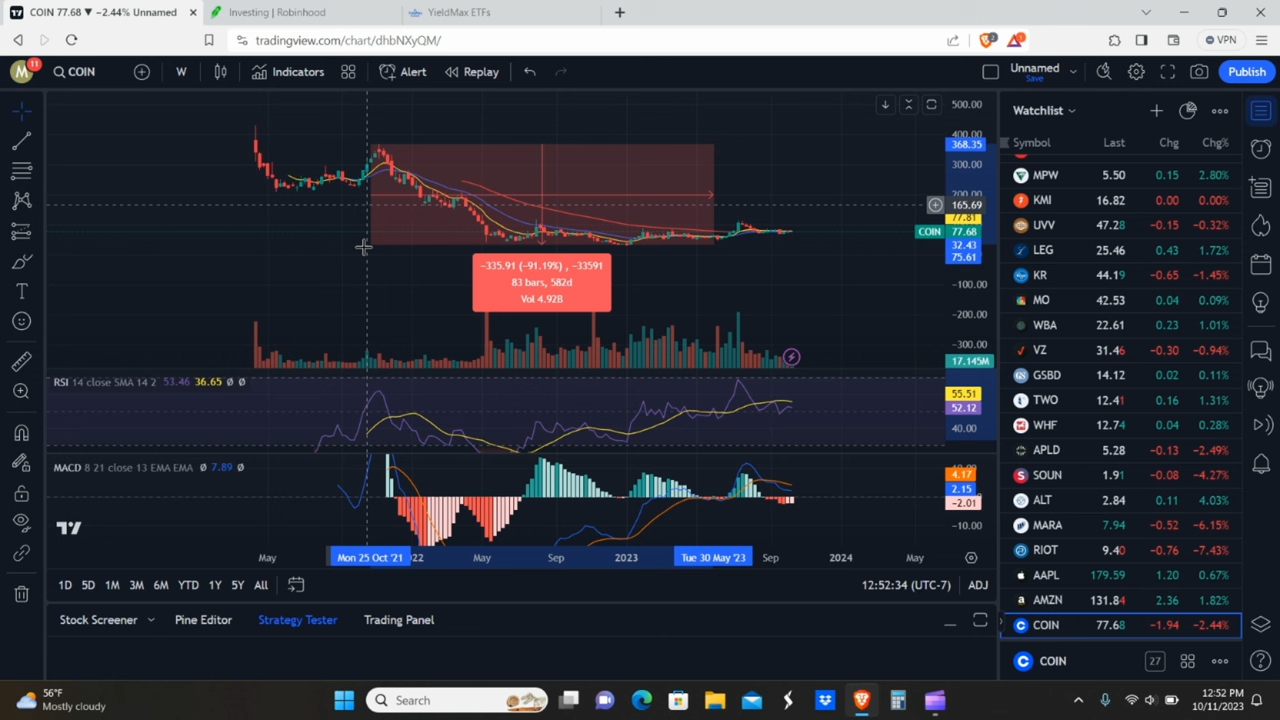 COIN 77.68 ▼ −2.44% Unnamed
Investing | Robinhood
YieldMax ETFs
tradingview.com/chart/dhbNXyQM/
VPN
M 11 COIN W Indicators Alert Replay Unnamed Save Publish
500.00
400.00
368.35
300.00
200.00
165.69
77.81
COIN 77.68
32.43
75.61
−100.00
−200.00
−300.00
17.145M
−335.91 (−91.19%) , −33591
83 bars, 582d
Vol 4.92B
RSI 14 close SMA 14 2 53.46 36.65 Ø Ø
55.51
52.12
40.00
MACD 8 21 close 13 EMA EMA Ø 7.89 Ø
4.17
2.15
−2.01
−10.00
May Mon 25 Oct '21 22 May Sep 2023 Tue 30 May '23 Sep 2024 May
1D 5D 1M 3M 6M YTD 1Y 5Y All 12:52:34 (UTC-7) ADJ
Stock Screener Pine Editor Strategy Tester Trading Panel
Watchlist
Symbol Last Chg Chg%
MPW 5.50 0.15 2.80%
KMI 16.82 0.00 0.00%
UVV 47.28 −0.15 −0.32%
LEG 25.46 0.43 1.72%
KR 44.19 −0.65 −1.45%
MO 42.53 0.04 0.09%
WBA 22.61 0.23 1.01%
VZ 31.46 −0.30 −0.94%
GSBD 14.12 0.02 0.11%
TWO 12.41 0.16 1.31%
WHF 12.74 0.04 0.28%
APLD 5.28 −0.13 −2.49%
SOUN 1.91 −0.08 −4.27%
ALT 2.84 0.11 4.03%
MARA 7.94 −0.52 −6.15%
RIOT 9.40 −0.76 −7.43%
AAPL 179.59 1.20 0.67%
AMZN 131.84 2.36 1.82%
COIN 77.68 −1.94 −2.44%
COIN 27
56°F
Mostly cloudy
Search
12:52 PM
10/11/2023